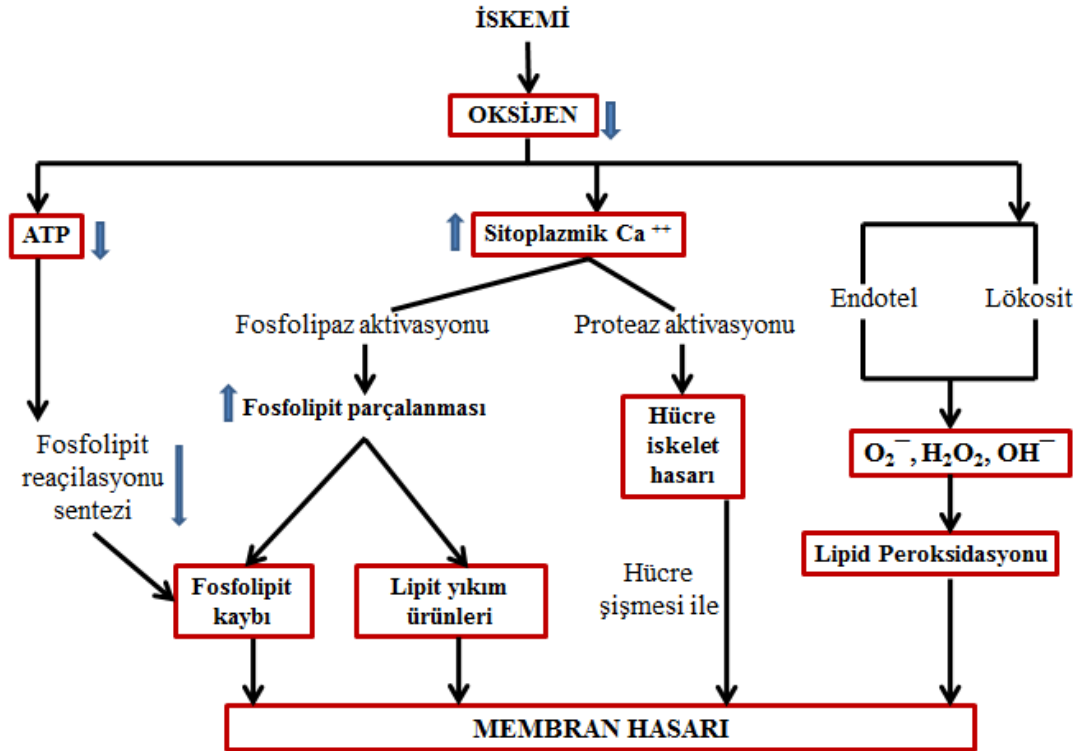 İSKEMİ
OKSİJEN
ATP
Sitoplazmik Ca ⁺⁺
Endotel
Lökosit
Fosfolipaz aktivasyonu
Proteaz aktivasyonu
Fosfolipit parçalanması
Hücre
iskelet
hasarı
Fosfolipit
reaçilasyonu
sentezi
O₂⁻, H₂O₂, OH⁻
Lipid Peroksidasyonu
Fosfolipit
kaybı
Lipit yıkım
ürünleri
Hücre
şişmesi ile
MEMBRAN HASARI